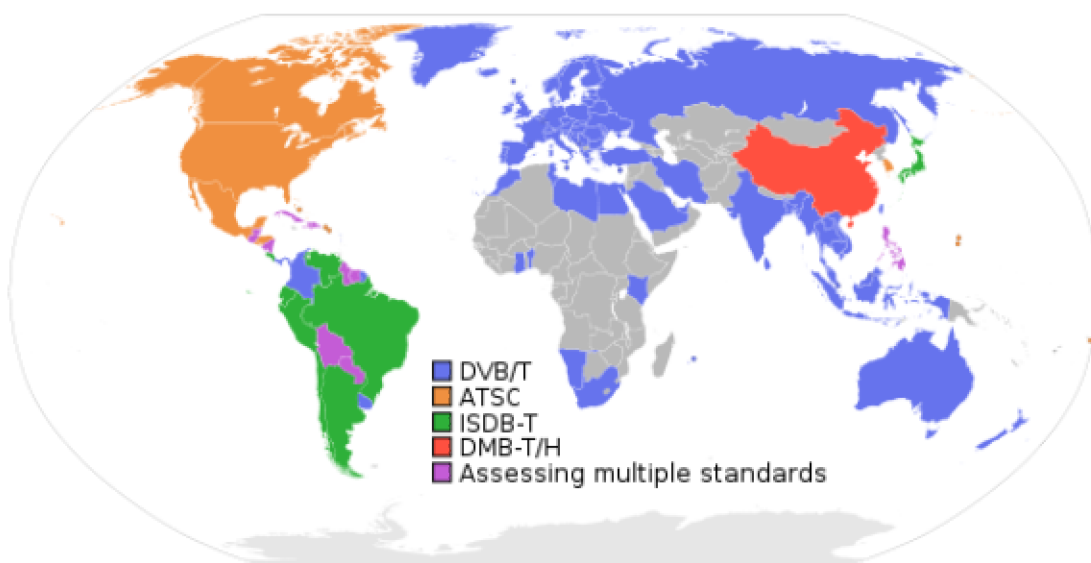 DVB/T
ATSC
ISDB-T
DMB-T/H
Assessing multiple standards